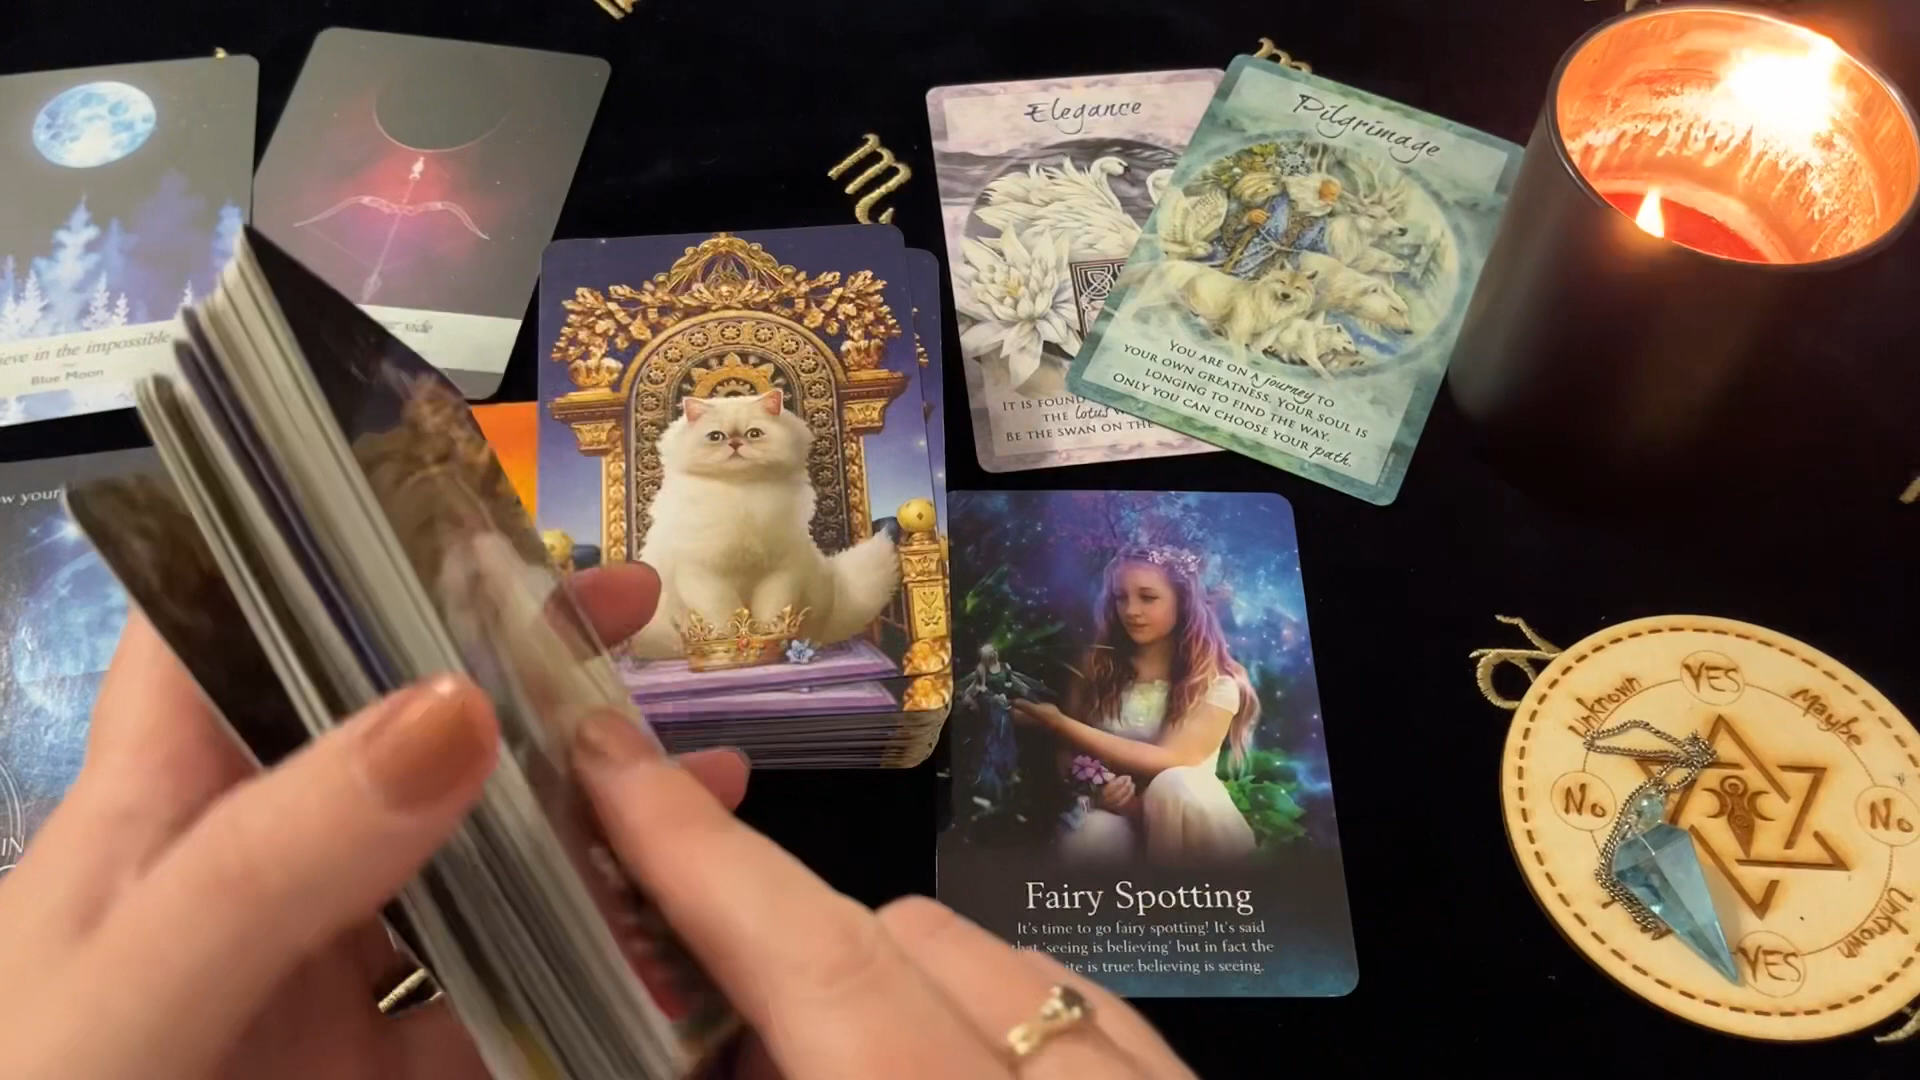 in the impossible
Blue Moon
w your
IN
Elegance
IT IS FOUND
THE lotus
BE THE SWAN ON THE
Pilgrimage
YOU ARE ON A journey TO
YOUR OWN GREATNESS. YOUR SOUL IS
LONGING TO FIND THE WAY.
ONLY YOU CAN CHOOSE YOUR path.
Fairy Spotting
It's time to go fairy spotting! It's said
that 'seeing is believing' but in fact the
is true: believing is seeing.
Unknown
YES
Maybe
No
No
YES
Unknown